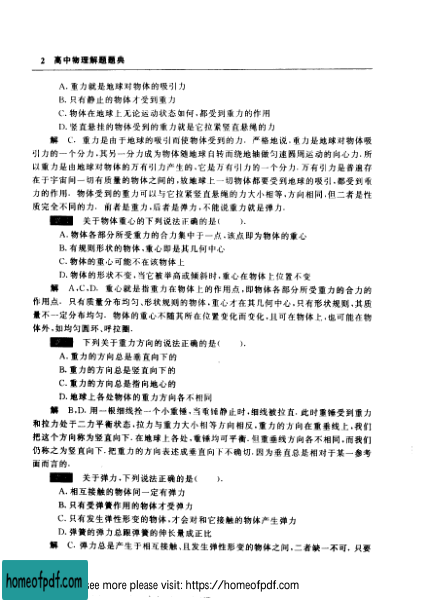 2 高中物理解题题典
A. 重力就是地球对物体的吸引力
B. 只有静止的物体才受到重力
C. 物体在地球上无论运动状态如何,都受到重力的作用
D. 竖直悬挂的物体受到的重力就是它拉紧竖直悬绳的力
解 C. 重力是由于地球的吸引而使物体受到的力. 严格地说,重力是地球对物体吸
引力的一个分力,其另一分力成为物体随地球自转而绕地轴做匀速圆周运动的向心力. 所
以重力是由地球对物体的万有引力产生的,它是万有引力的一个分力. 万有引力是普遍存
在于宇宙间一切有质量的物体之间的,故地球上一切物体都要受到地球的吸引,都受到重
力的作用. 物体受到的重力可以与它拉紧竖直悬绳的力大小相等,方向相同,但二者是性
质完全不同的力. 前者是重力,后者是弹力,不能说重力就是弹力.
关于物体重心的下列说法正确的是( ).
A. 物体各部分所受重力的合力集中于一点,该点即为物体的重心
B. 有规则形状的物体,重心即是其几何中心
C. 物体的重心可能不在该物体上
D. 物体的形状不变,当它被举高或倾斜时,重心在物体上位置不变
解 A,C,D. 重心就是指重力在物体上的作用点,即物体各部分所受重力的合力的
作用点. 只有质量分布均匀、形状规则的物体,重心才在其几何中心,只有形状规则,其质
量不一定分布均匀. 物体的重心不随其所在位置变化而变化,且可在物体上,也可能在物
体外,如均匀圆环、呼拉圈.
下列关于重力方向的说法正确的是( ).
A. 重力的方向总是垂直向下的
B. 重力的方向总是竖直向下的
C. 重力的方向总是指向地心的
D. 地球上各处物体的重力方向各不相同
解 B,D. 用一根细线拴一个小重锤,当重锤静止时,细线被拉直. 此时重锤受到重力
和拉力处于二力平衡状态,拉力与重力大小相等方向相反,重力的方向在重垂线上,我们
把这个方向称为竖直向下. 在地球上各处,重锤均可平衡,但重垂线方向各不相同,而我们
仍称之为竖直向下. 把重力的方向表述成垂直向下不确切. 因为垂直总是相对于某一参考
面而言的.
关于弹力,下列说法正确的是( ).
A. 相互接触的物体间一定有弹力
B. 只有受弹簧作用的物体才受弹力
C. 只有发生弹性形变的物体,才会对和它接触的物体产生弹力
D. 弹簧的弹力总跟弹簧的伸长量成正比
解 C. 弹力总是产生于相互接触、且发生弹性形变的物体之间,二者缺一不可. 只要
homeofpdf.com
see more please visit: https://homeofpdf.com